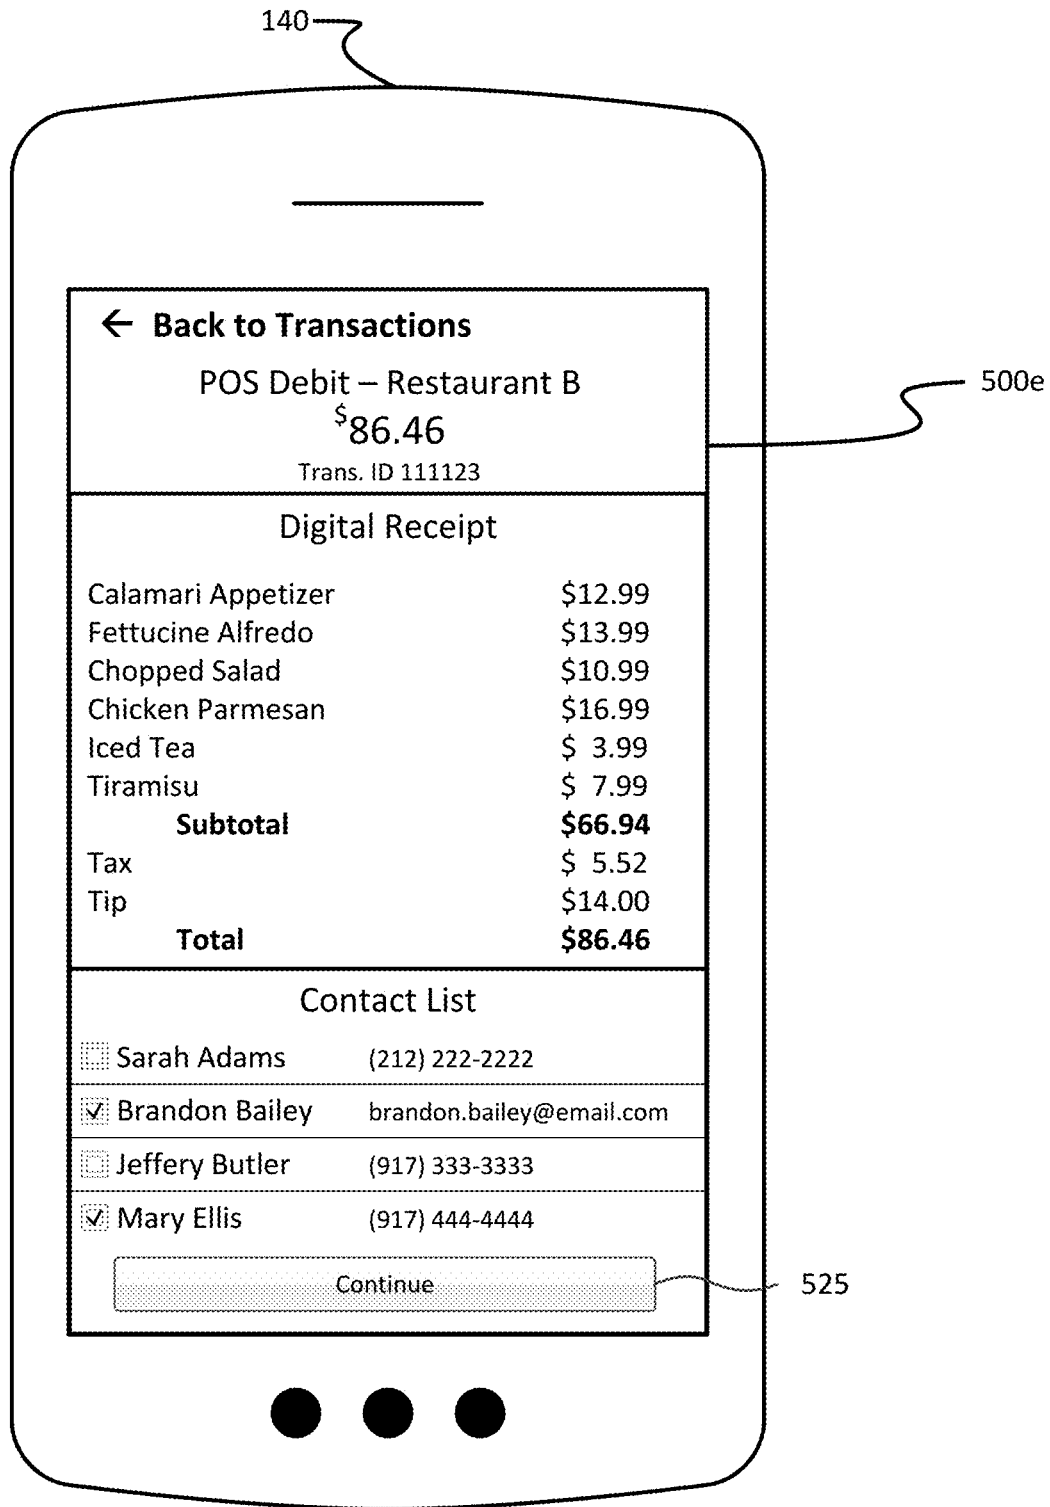 140
← Back to Transactions
POS Debit – Restaurant B
500e
$86.46
Trans. ID 111123
Digital Receipt
Calamari Appetizer $12.99
Fettucine Alfredo $13.99
Chopped Salad $10.99
Chicken Parmesan $16.99
Iced Tea $ 3.99
Tiramisu $ 7.99
Subtotal $66.94
Tax $ 5.52
Tip $14.00
Total $86.46
Contact List
Sarah Adams (212) 222-2222
Brandon Bailey brandon.bailey@email.com
Jeffery Butler (917) 333-3333
Mary Ellis (917) 444-4444
Continue 525